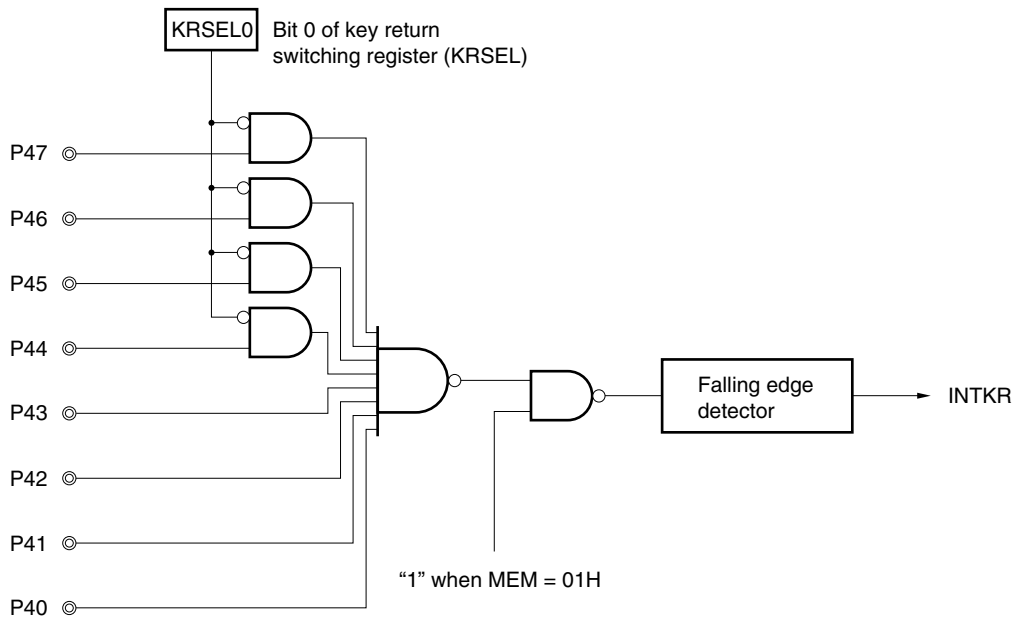 KRSEL0
Bit 0 of key return
switching register (KRSEL)
P47
P46
P45
P44
P43
P42
P41
P40
Falling edge
detector
INTKR
“1” when MEM = 01H